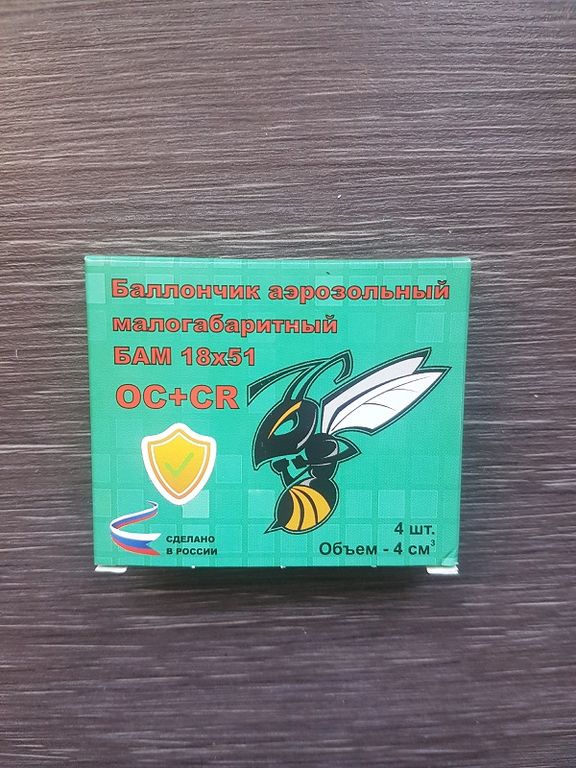 Баллончик аэрозольный
малогабаритный
БАМ 18х51
OC+CR
СДЕЛАНО
В РОССИИ
4 шт.
Объем - 4 см³